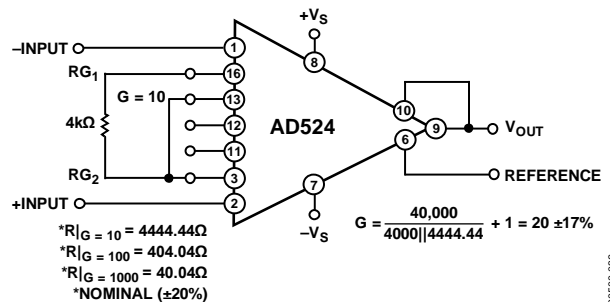 +VS
–INPUT
1
8
RG1
16
G = 10
13
10
4kΩ
12
AD524
9
VOUT
11
6
RG2
3
7
REFERENCE
+INPUT
2
–VS
*R|G = 10 = 4444.44Ω
*R|G = 100 = 404.04Ω
*R|G = 1000 = 40.04Ω
*NOMINAL (±20%)
G = 40,000 / 4000||4444.44 + 1 = 20 ±17%